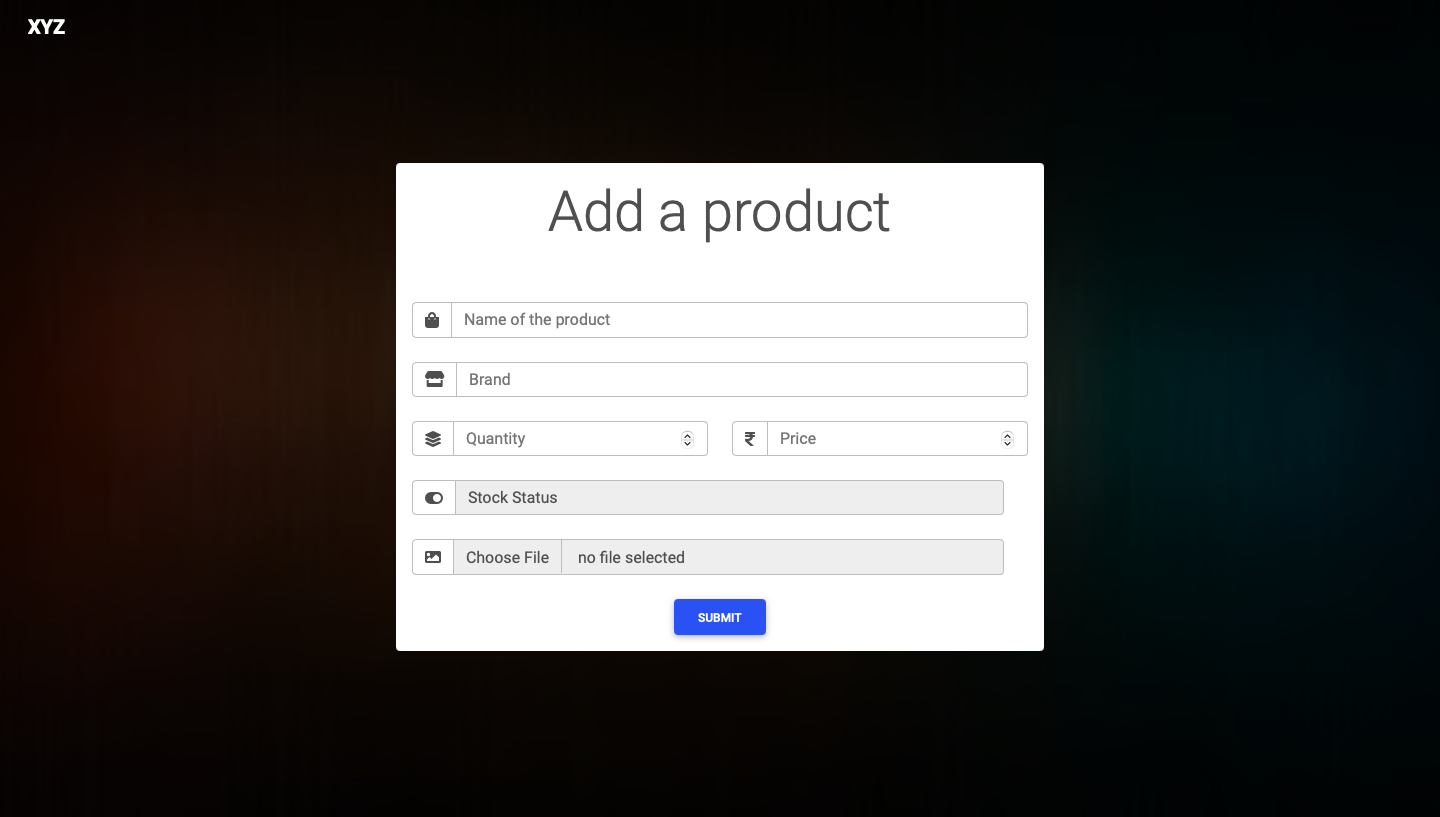 XYZ
Add a product
Name of the product
Brand
Quantity
₹ Price
Stock Status
Choose File no file selected
SUBMIT